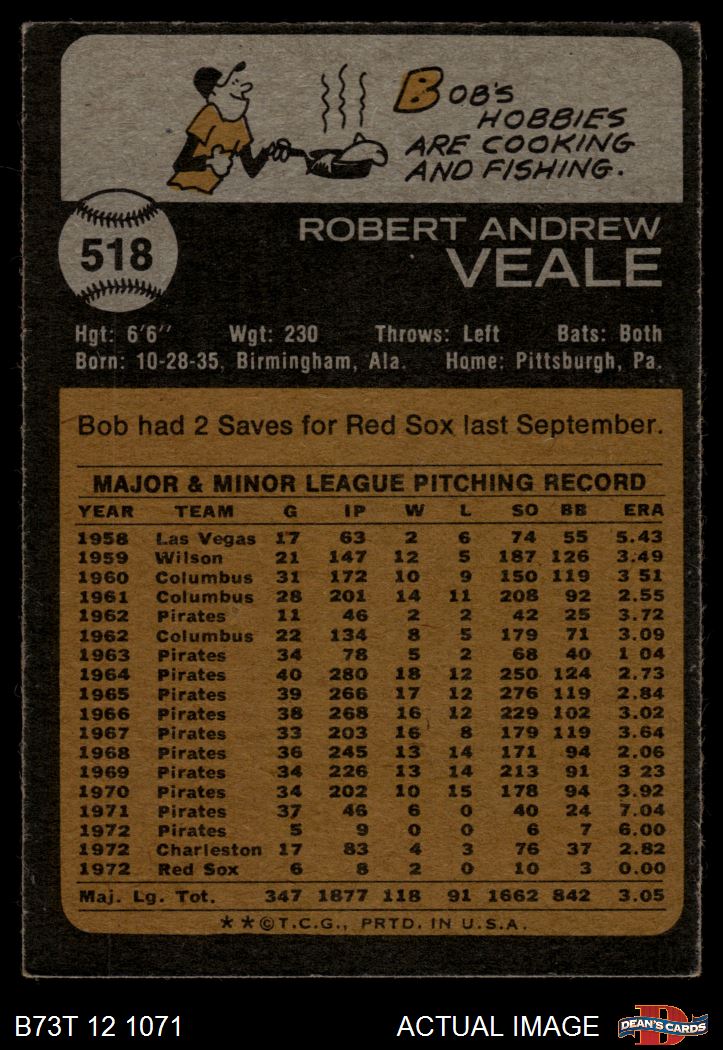 BOB'S
HOBBIES
ARE COOKING
AND FISHING.
518
ROBERT ANDREW
VEALE
Hgt: 6'6" Wgt: 230 Throws: Left Bats: Both
Born: 10-28-35, Birmingham, Ala. Home: Pittsburgh, Pa.
Bob had 2 Saves for Red Sox last September.
MAJOR & MINOR LEAGUE PITCHING RECORD
YEAR TEAM G IP W L SO BB ERA
1958 Las Vegas 17 63 2 6 74 55 5.43
1959 Wilson 21 147 12 5 187 126 3.49
1960 Columbus 31 172 10 9 150 119 3 51
1961 Columbus 28 201 14 11 208 92 2.55
1962 Pirates 11 46 2 2 42 25 3.72
1962 Columbus 22 134 8 5 179 71 3.09
1963 Pirates 34 78 5 2 68 40 1 04
1964 Pirates 40 280 18 12 250 124 2.73
1965 Pirates 39 266 17 12 276 119 2.84
1966 Pirates 38 268 16 12 229 102 3.02
1967 Pirates 33 203 16 8 179 119 3.64
1968 Pirates 36 245 13 14 171 94 2.06
1969 Pirates 34 226 13 14 213 91 3 23
1970 Pirates 34 202 10 15 178 94 3.92
1971 Pirates 37 46 6 0 40 24 7.04
1972 Pirates 5 9 0 0 6 7 6.00
1972 Charleston 17 83 4 3 76 37 2.82
1972 Red Sox 6 8 2 0 10 3 0.00
Maj. Lg. Tot. 347 1877 118 91 1662 842 3.05
**©T.C.G., PRTD. IN U.S.A.
B73T 12 1071 ACTUAL IMAGE D DEAN'S CARDS